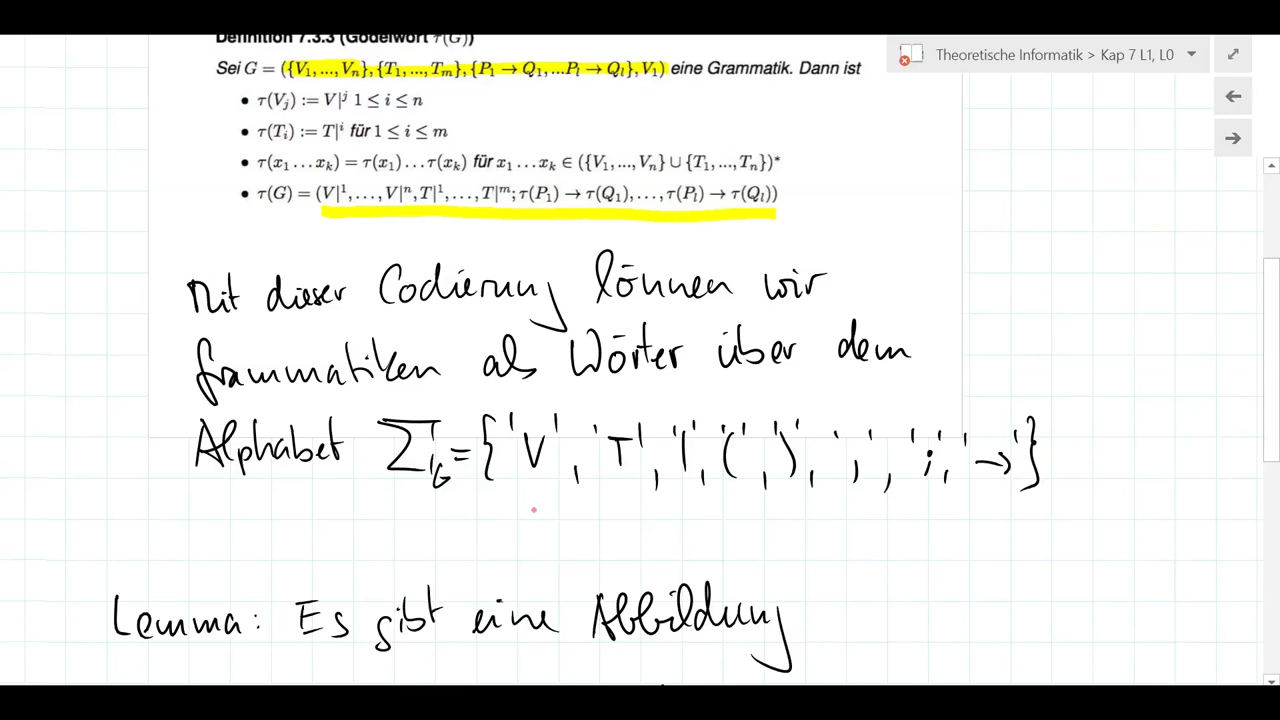 Definition 7.3.3 (Gödelwort τ(G))
Theoretische Informatik > Kap 7 L1, L0
Sei G = ({V₁, ..., Vₙ}, {T₁, ..., Tₘ}, {P₁ → Q₁, ...Pₗ → Qₗ}, V₁) eine Grammatik. Dann ist
• τ(Vⱼ) := V|ʲ 1 ≤ i ≤ n
• τ(Tᵢ) := T|ⁱ für 1 ≤ i ≤ m
• τ(x₁ . . . xₖ) = τ(x₁) . . . τ(xₖ) für x₁ . . . xₖ ∈ ({V₁, ..., Vₙ} ∪ {T₁, ..., Tₙ})*
• τ(G) = (V|¹, . . . , V|ⁿ, T|¹, . . . , T|ᵐ; τ(P₁) → τ(Q₁), . . . , τ(Pₗ) → τ(Qₗ))
Mit dieser Codierung können wir
Grammatiken als Wörter über dem
Alphabet Σ_G = {'V', 'T', '|', '(', ')', ',', ';', '→'}
Lemma: Es gibt eine Abbildung